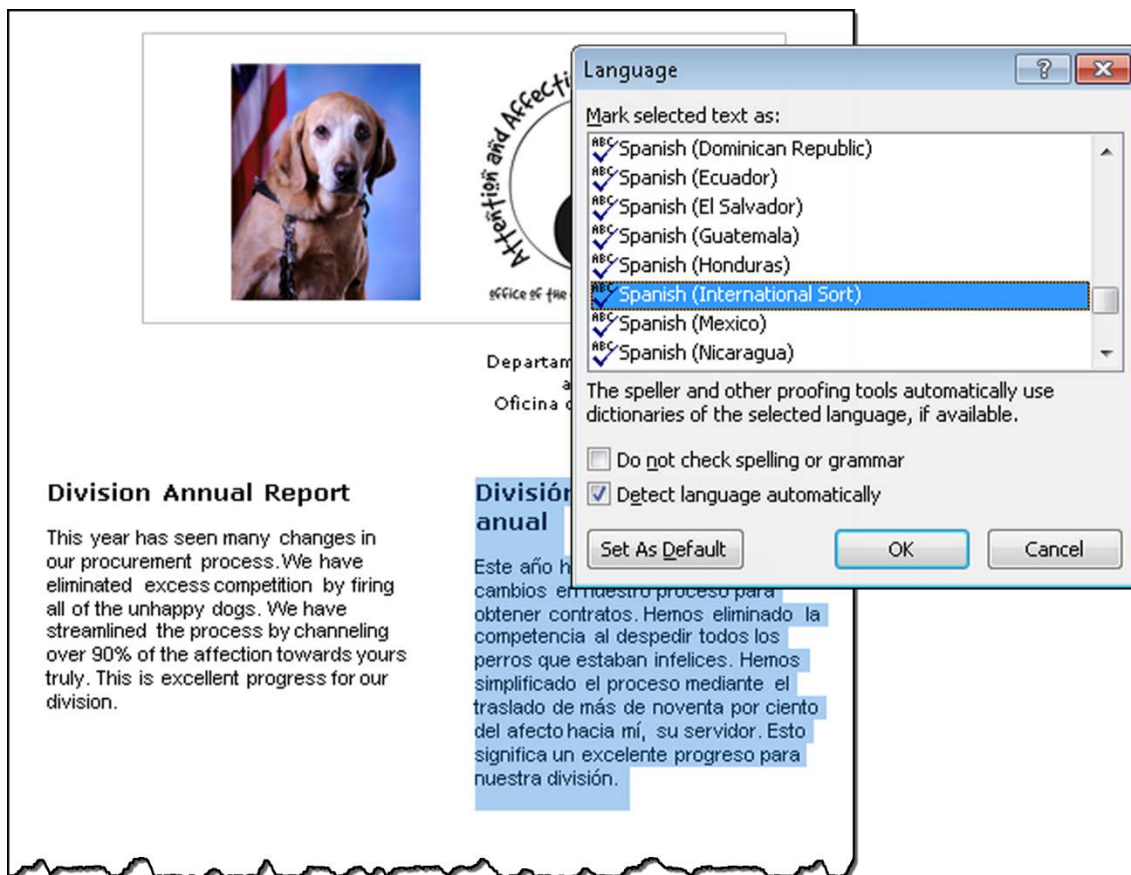 Attention and Affecti
office of the
Departam
a
Oficina d
Language
Mark selected text as:
Spanish (Dominican Republic)
Spanish (Ecuador)
Spanish (El Salvador)
Spanish (Guatemala)
Spanish (Honduras)
Spanish (International Sort)
Spanish (Mexico)
Spanish (Nicaragua)
The speller and other proofing tools automatically use
dictionaries of the selected language, if available.
Do not check spelling or grammar
Detect language automatically
Set As Default
OK
Cancel
Division Annual Report
This year has seen many changes in
our procurement process. We have
eliminated excess competition by firing
all of the unhappy dogs. We have
streamlined the process by channeling
over 90% of the affection towards yours
truly. This is excellent progress for our
division.
División
anual
Este año h
cambios en nuestro proceso para
obtener contratos. Hemos eliminado la
competencia al despedir todos los
perros que estaban infelices. Hemos
simplificado el proceso mediante el
traslado de más de noventa por ciento
del afecto hacia mí, su servidor. Esto
significa un excelente progreso para
nuestra división.